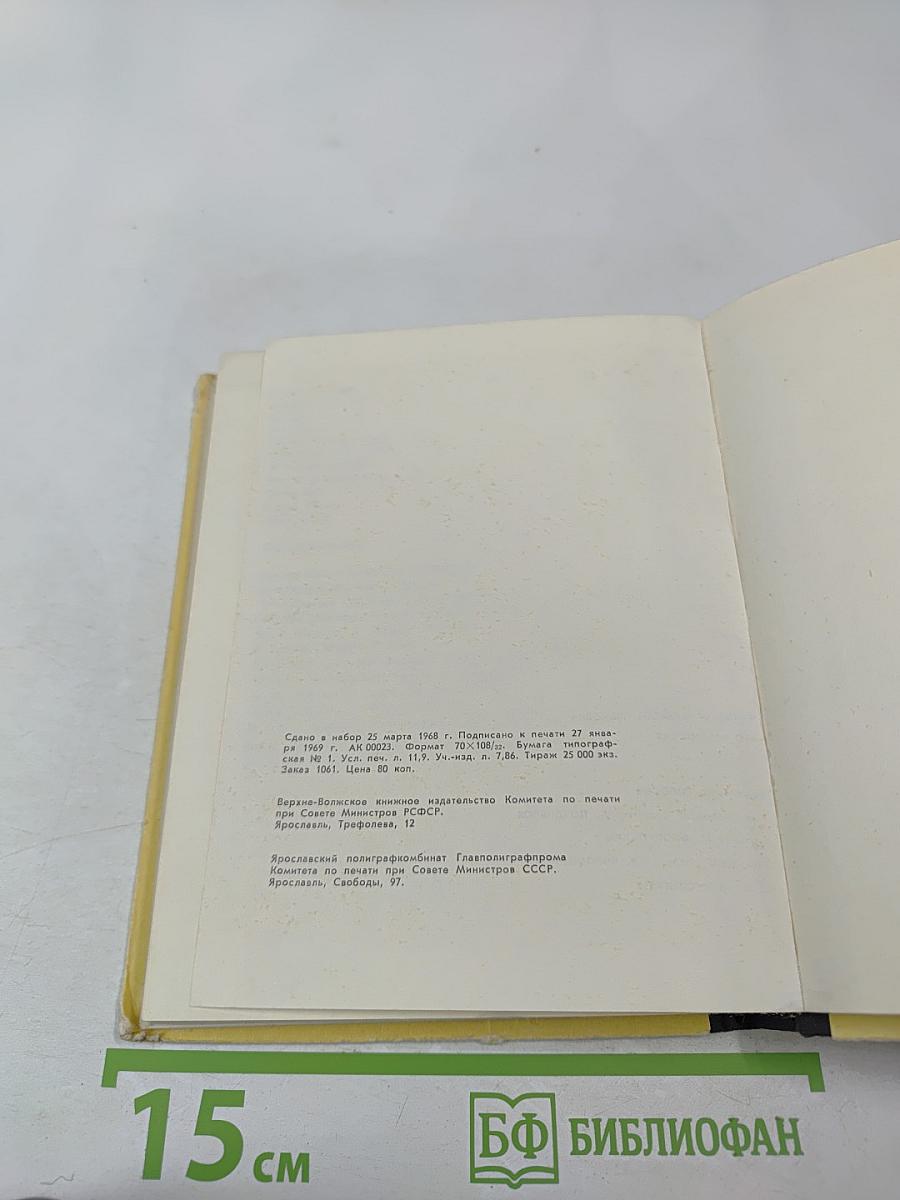 Сдано в набор 25 марта 1968 г. Подписано к печати 27 янва-
ря 1969 г. АК 00023. Формат 70×108/32. Бумага типограф-
ская № 1. Усл. печ. л. 11,9. Уч.-изд. л. 7,86. Тираж 25 000 экз.
Заказ 1061. Цена 80 коп.
Верхне-Волжское книжное издательство Комитета по печати
при Совете Министров РСФСР.
Ярославль, Трефолева, 12
Ярославский полиграфкомбинат Главполиграфпрома
Комитета по печати при Совете Министров СССР.
Ярославль, Свободы, 97.
15 см
БФ БИБЛИОФАН